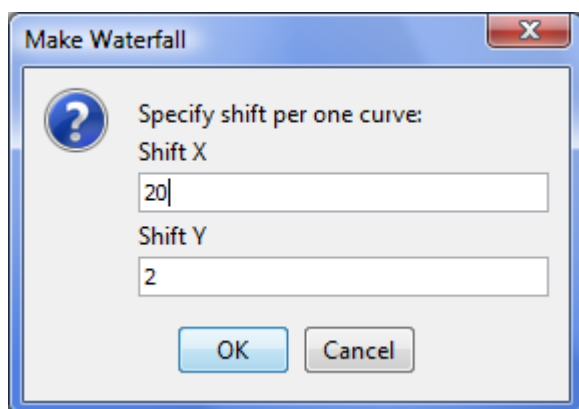 Make Waterfall
Specify shift per one curve:
Shift X
20
Shift Y
2
OK
Cancel